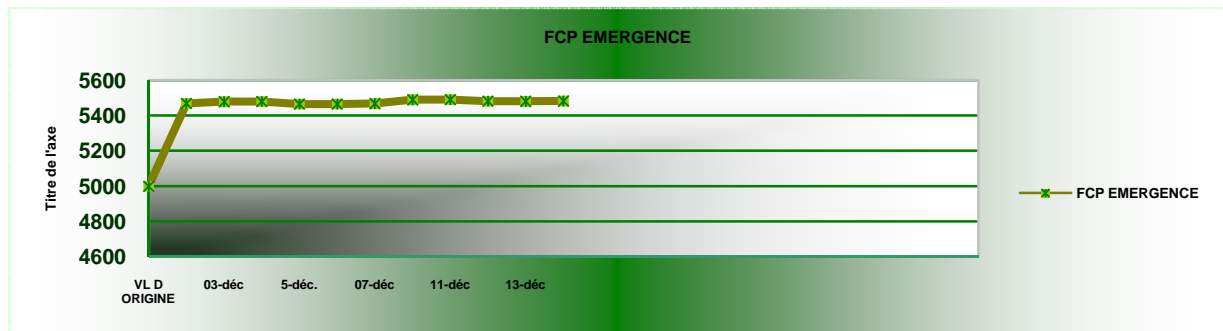 FCP EMERGENCE
Titre de l'axe
5600
5400
5200
5000
4800
4600
VL D
ORIGINE
03-déc
5-déc.
07-déc
11-déc
13-déc
FCP EMERGENCE